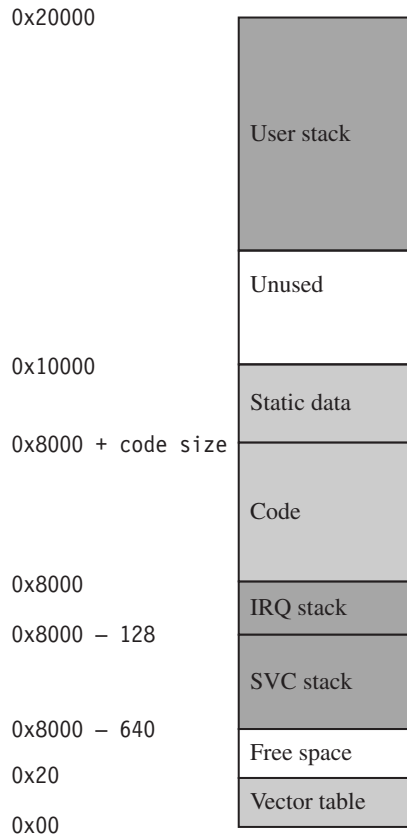 0x20000
User stack
Unused
0x10000
Static data
0x8000 + code size
Code
0x8000
IRQ stack
0x8000 – 128
SVC stack
0x8000 – 640
Free space
0x20
Vector table
0x00